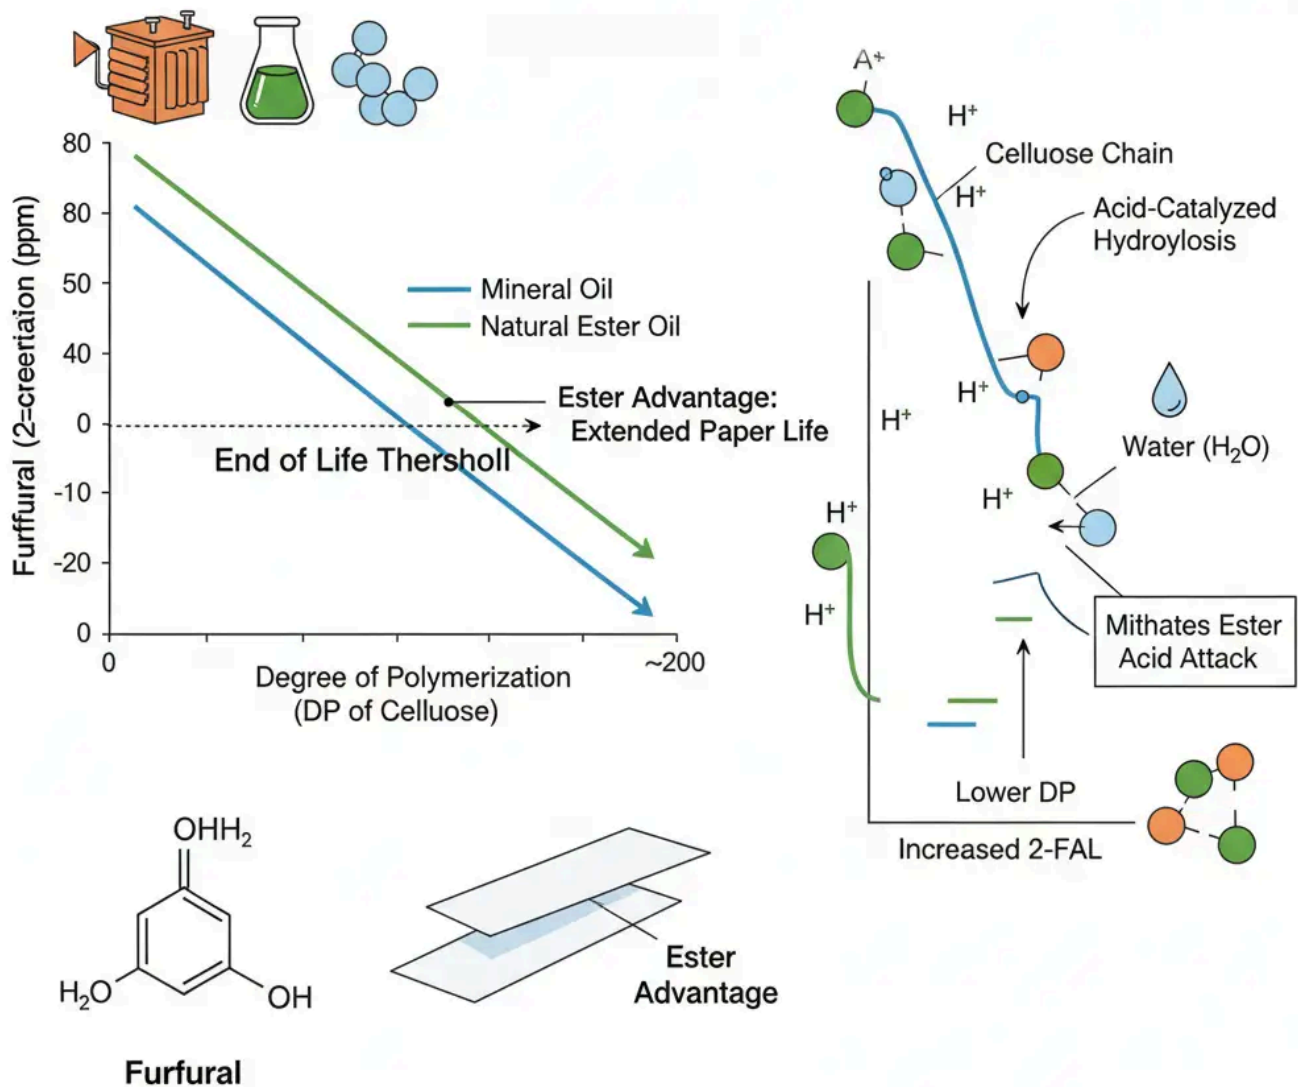 80
80
50
40
0
-10
-20
0
Furffuiral (2=creeriaion (ppm)
Mineral Oil
Natural Ester Oil
Ester Advantage:
Extended Paper Life
End of Life Thersholl
0
~200
Degree of Polymerization
(DP of Celluose)
A⁺
H⁺
Celluose Chain
H⁺
Acid-Catalyzed
Hydroylosis
H⁺
H⁺
Water (H₂O)
H⁺
H⁺
H⁺
Mithates Ester
Acid Attack
Lower DP
Increased 2-FAL
OHH₂
H₂O
OH
Furfural
Ester
Advantage